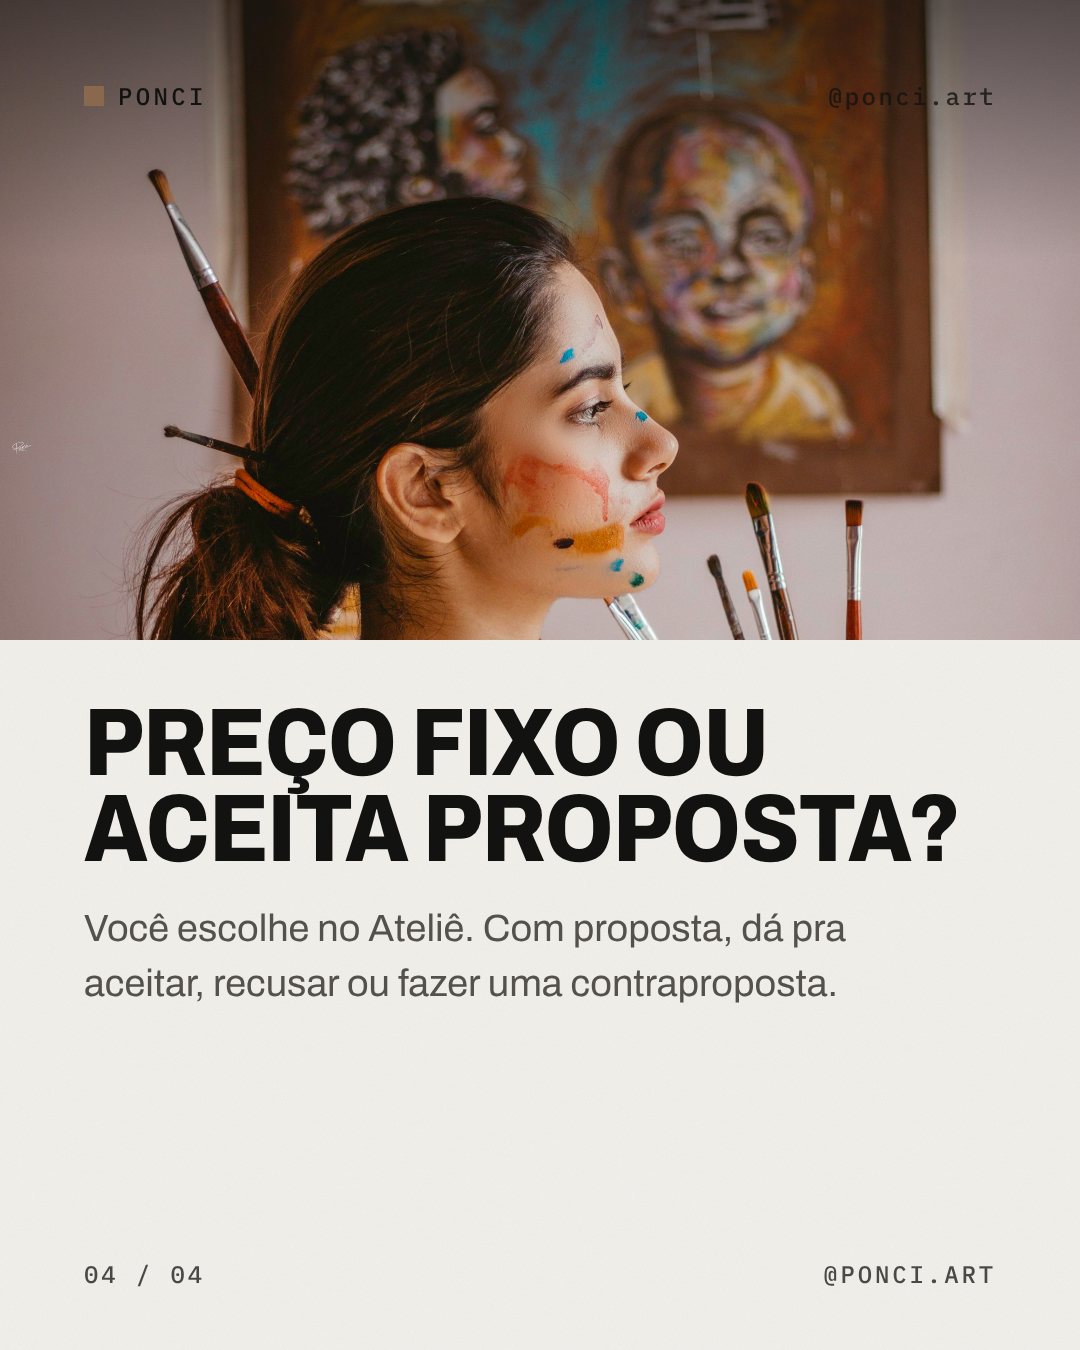 PONCI
@ponci.art
PREÇO FIXO OU
ACEITA PROPOSTA?
Você escolhe no Ateliê. Com proposta, dá pra
aceitar, recusar ou fazer uma contraproposta.
04 / 04
@PONCI.ART